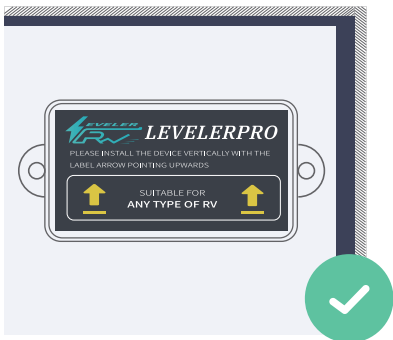 LEVELER
RV
LEVELERPRO
PLEASE INSTALL THE DEVICE VERTICALLY WITH THE
LABEL ARROW POINTING UPWARDS
SUITABLE FOR
ANY TYPE OF RV